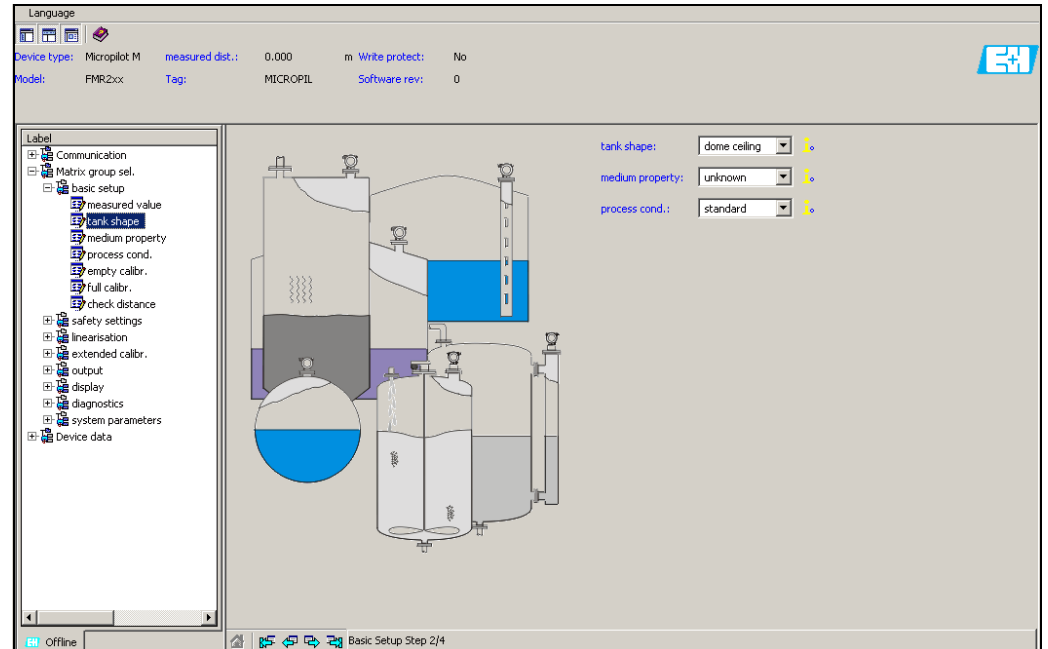 Language
Device type: Micropilot M measured dist.: 0.000 m Write protect: No
Model: FMR2xx Tag: MICROPIL Software rev: 0
E+H
Label
Communication
Matrix group sel.
basic setup
measured value
tank shape
medium property
process cond.
empty calibr.
full calibr.
check distance
safety settings
linearisation
extended calibr.
output
display
diagnostics
system parameters
Device data
tank shape: dome ceiling
medium property: unknown
process cond.: standard
Offline
Basic Setup Step 2/4